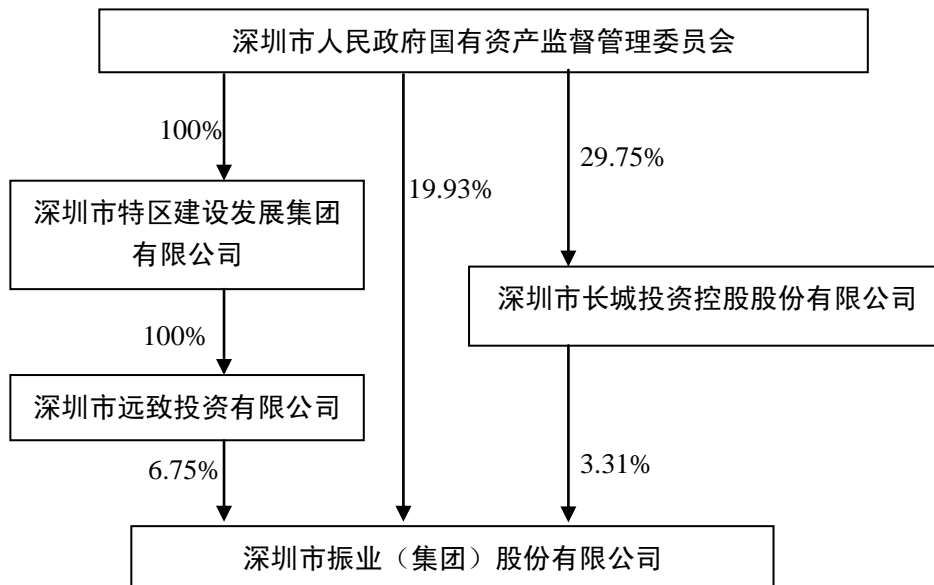 深圳市人民政府国有资产监督管理委员会
100%
29.75%
19.93%
深圳市特区建设发展集团
有限公司
深圳市长城投资控股股份有限公司
100%
深圳市远致投资有限公司
6.75%
3.31%
深圳市振业（集团）股份有限公司